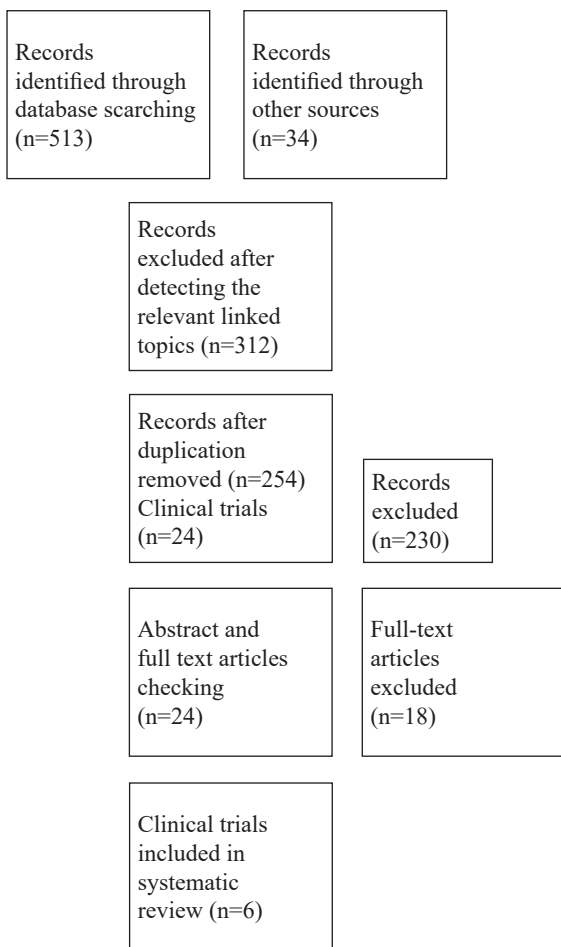 Records
identified through
database searching
(n=513)
Records
identified through
other sources
(n=34)
Records
excluded after
detecting the
relevant linked
topics (n=312)
Records after
duplication
removed (n=254)
Clinical trials
(n=24)
Records
excluded
(n=230)
Abstract and
full text articles
checking
(n=24)
Full-text
articles
excluded
(n=18)
Clinical trials
included in
systematic
review (n=6)